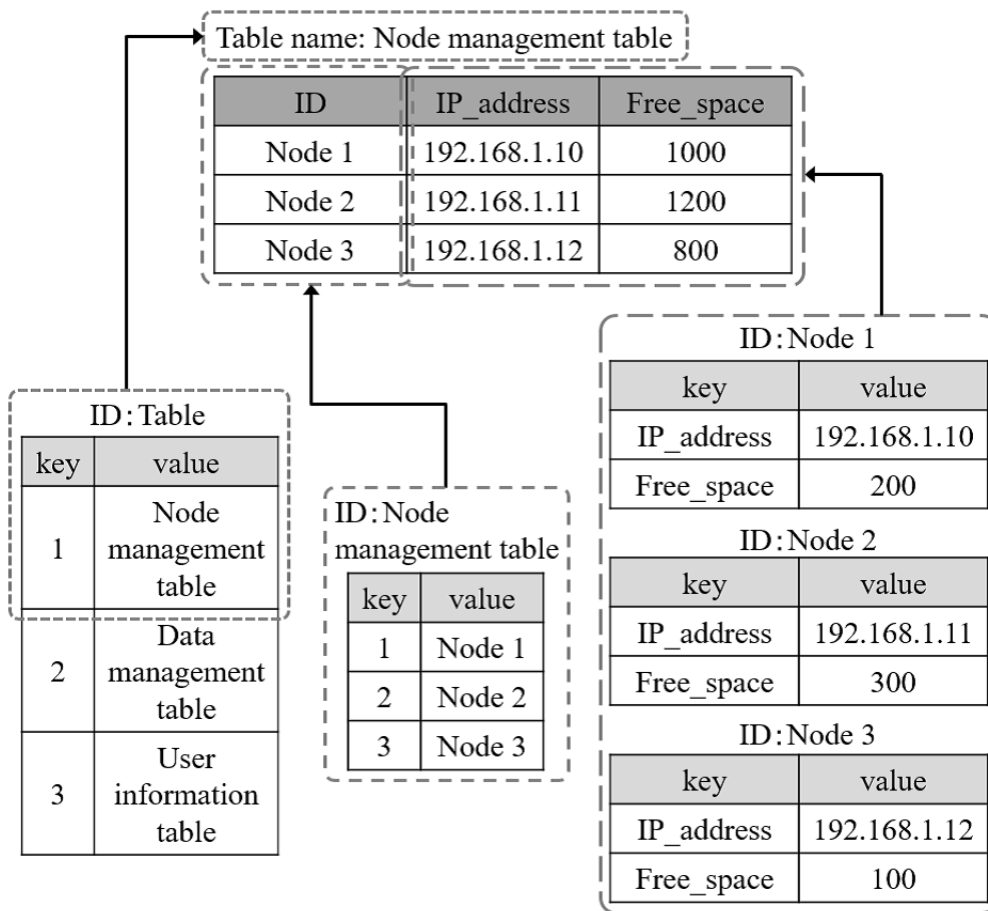 Table name: Node management table
ID IP_address Free_space
Node 1 192.168.1.10 1000
Node 2 192.168.1.11 1200
Node 3 192.168.1.12 800
ID:Table
key value
1 Node
management
table
2 Data
management
table
3 User
information
table
ID:Node
management table
key value
1 Node 1
2 Node 2
3 Node 3
ID:Node 1
key value
IP_address 192.168.1.10
Free_space 200
ID:Node 2
key value
IP_address 192.168.1.11
Free_space 300
ID:Node 3
key value
IP_address 192.168.1.12
Free_space 100